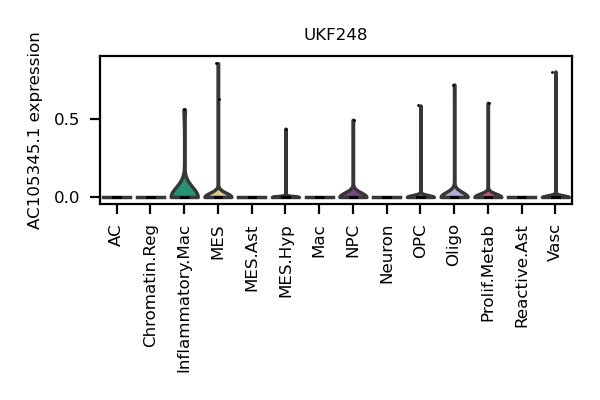 UKF248
AC105345.1 expression
0.5
0.0
AC
Chromatin.Reg
Inflammatory.Mac
MES
MES.Ast
MES.Hyp
Mac
NPC
Neuron
OPC
Oligo
Prolif.Metab
Reactive.Ast
Vasc